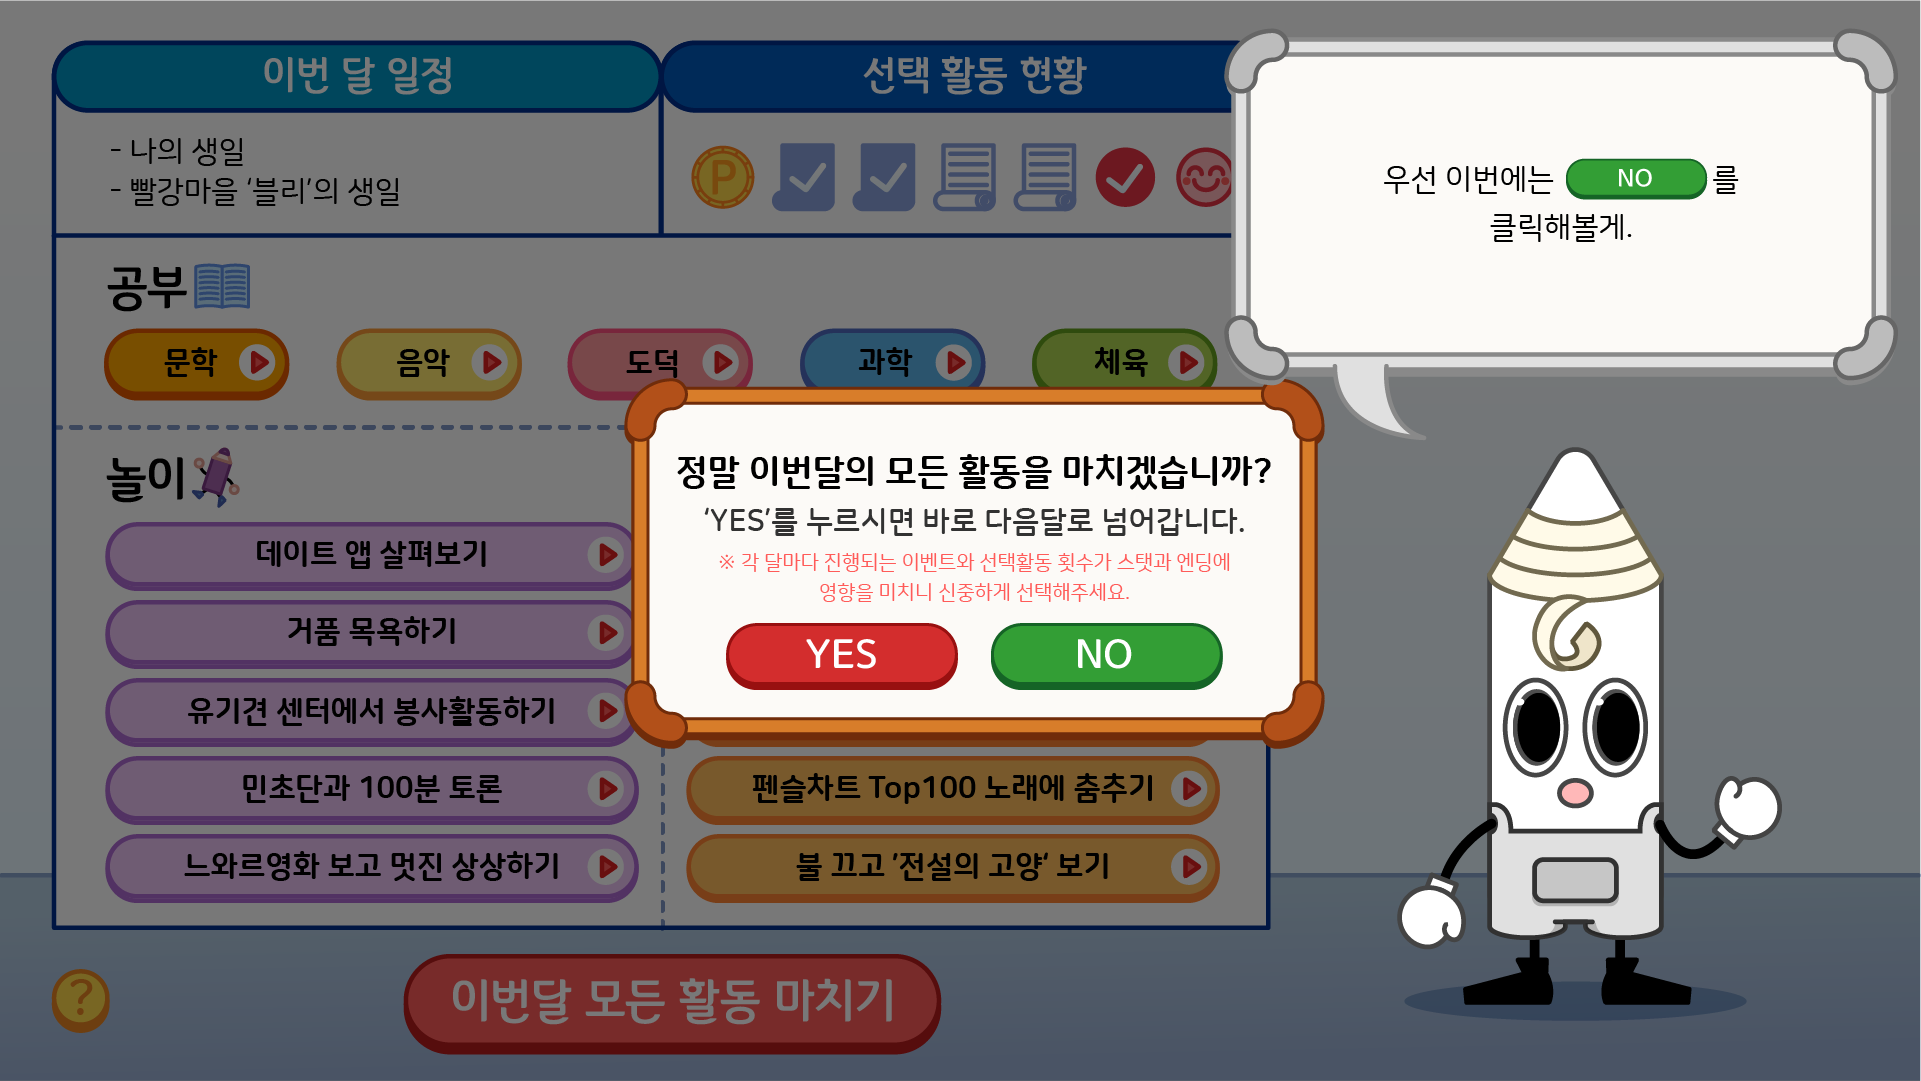 이번 달 일정
선택 활동 현황
- 나의 생일
- 빨강마을 ‘블리’의 생일
P
우선 이번에는 NO 를
클릭해볼게.
공부
문학
음악
도덕
과학
체육
놀이
데이트 앱 살펴보기
거품 목욕하기
유기견 센터에서 봉사활동하기
민초단과 100분 토론
느와르영화 보고 멋진 상상하기
정말 이번달의 모든 활동을 마치겠습니까?
‘YES’를 누르시면 바로 다음달로 넘어갑니다.
※ 각 달마다 진행되는 이벤트와 선택활동 횟수가 스탯과 엔딩에
영향을 미치니 신중하게 선택해주세요.
YES
NO
펜슬차트 Top100 노래에 춤추기
불 끄고 ’전설의 고양‘ 보기
?
이번달 모든 활동 마치기